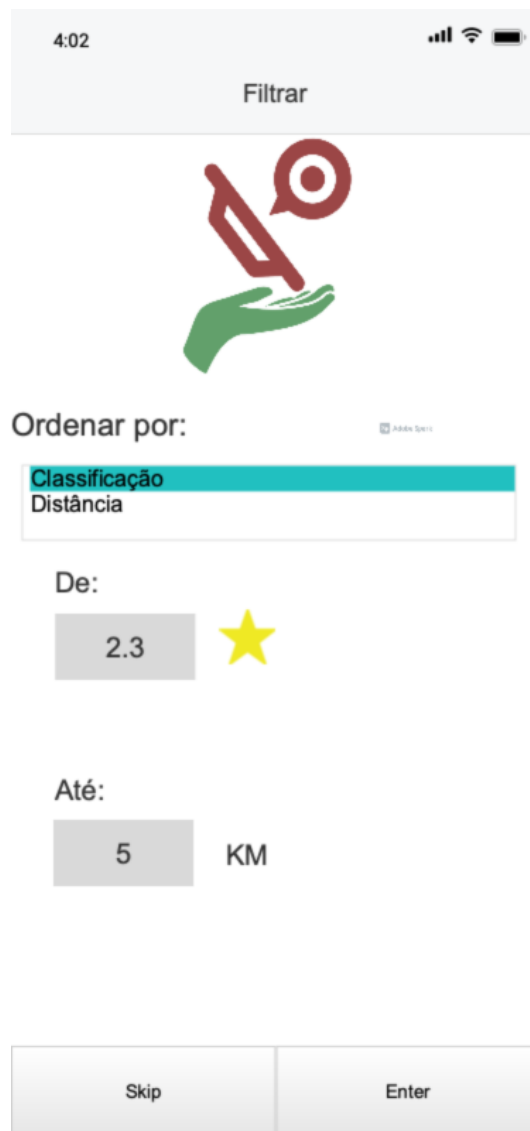 4:02
Filtrar
Ordenar por:
Classificação
Distância
De:
2.3
Até:
5 KM
Skip Enter